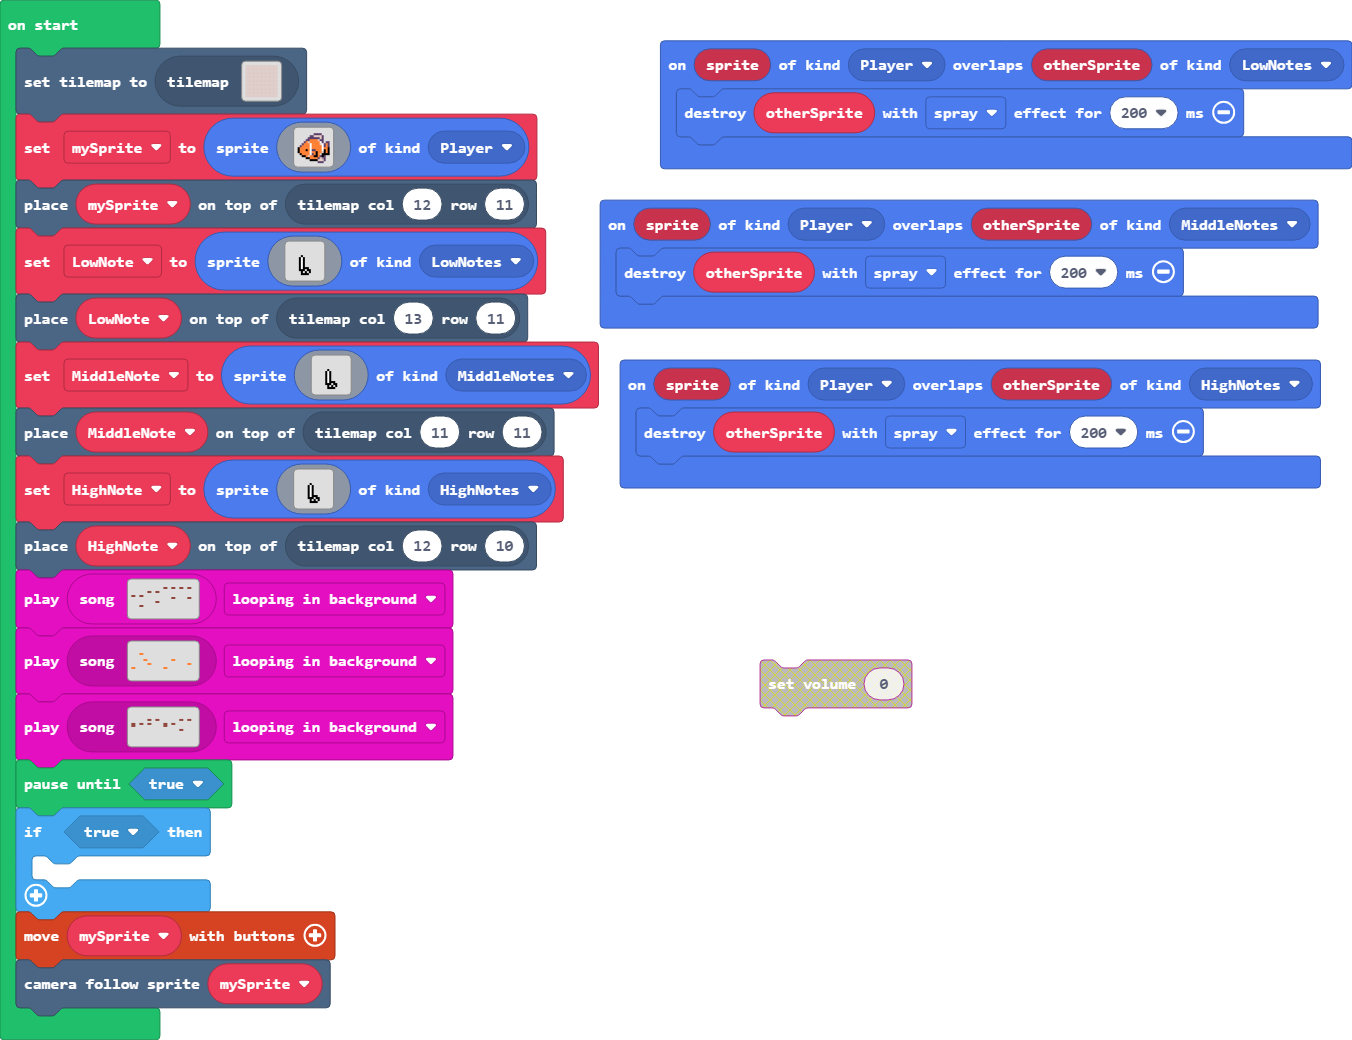 on start
set tilemap to tilemap
set mySprite to sprite of kind Player
place mySprite on top of tilemap col 12 row 11
set LowNote to sprite of kind LowNotes
place LowNote on top of tilemap col 13 row 11
set MiddleNote to sprite of kind MiddleNotes
place MiddleNote on top of tilemap col 11 row 11
set HighNote to sprite of kind HighNotes
place HighNote on top of tilemap col 12 row 10
play song looping in background
play song looping in background
play song looping in background
pause until true
if true then
move mySprite with buttons
camera follow sprite mySprite
on sprite of kind Player overlaps otherSprite of kind LowNotes
destroy otherSprite with spray effect for 200 ms
on sprite of kind Player overlaps otherSprite of kind MiddleNotes
destroy otherSprite with spray effect for 200 ms
on sprite of kind Player overlaps otherSprite of kind HighNotes
destroy otherSprite with spray effect for 200 ms
set volume 0